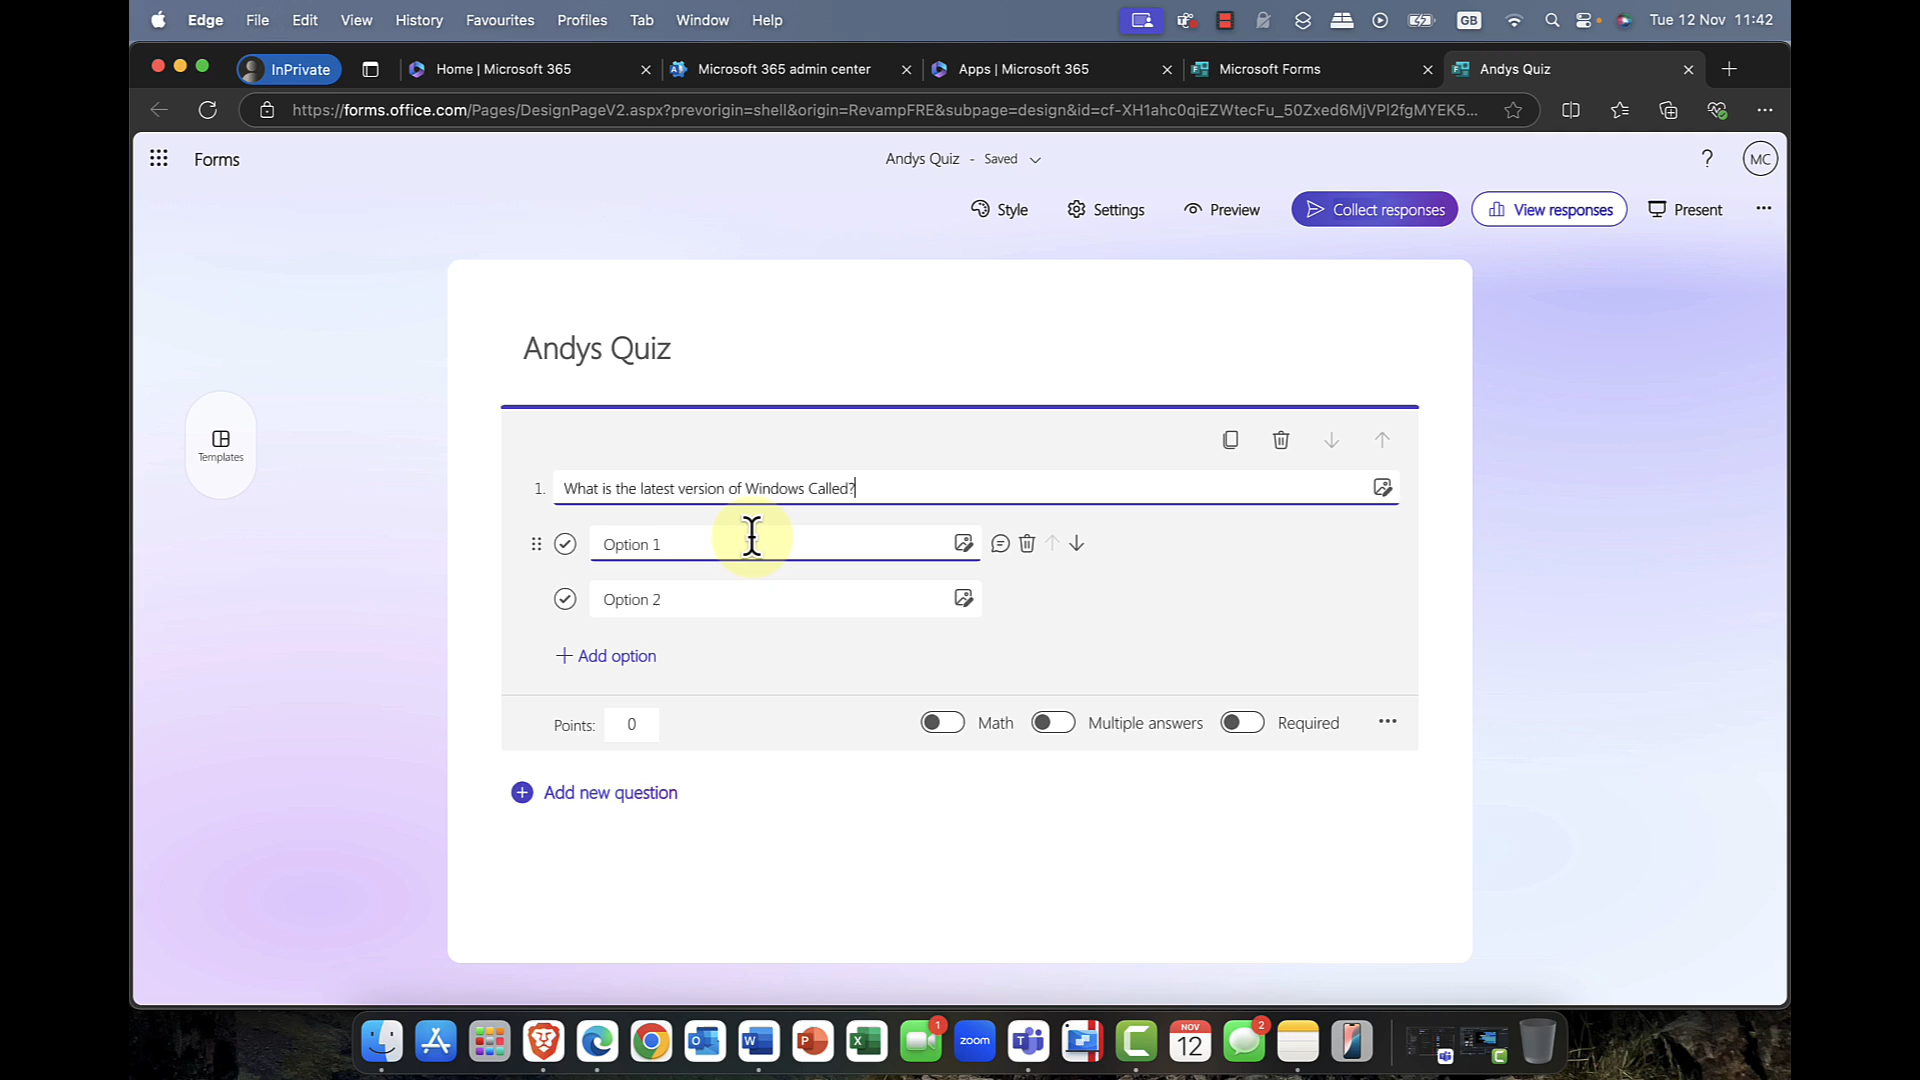 Edge File Edit View History Favourites Profiles Tab Window Help GB Tue 12 Nov 11:42
InPrivate Home | Microsoft 365 Microsoft 365 admin center Apps | Microsoft 365 Microsoft Forms Andys Quiz
https://forms.office.com/Pages/DesignPageV2.aspx?prevorigin=shell&origin=RevampFRE&subpage=design&id=cf-XH1ahc0qiEZWtecFu_50Zxed6MjVPl2fgMYEK5...
Forms Andys Quiz - Saved ? MC
Style Settings Preview Collect responses View responses Present
Andys Quiz
Templates
1. What is the latest version of Windows Called?
Option 1
Option 2
Add option
Points: 0 Math Multiple answers Required
Add new question
1 zoom NOV 12 2